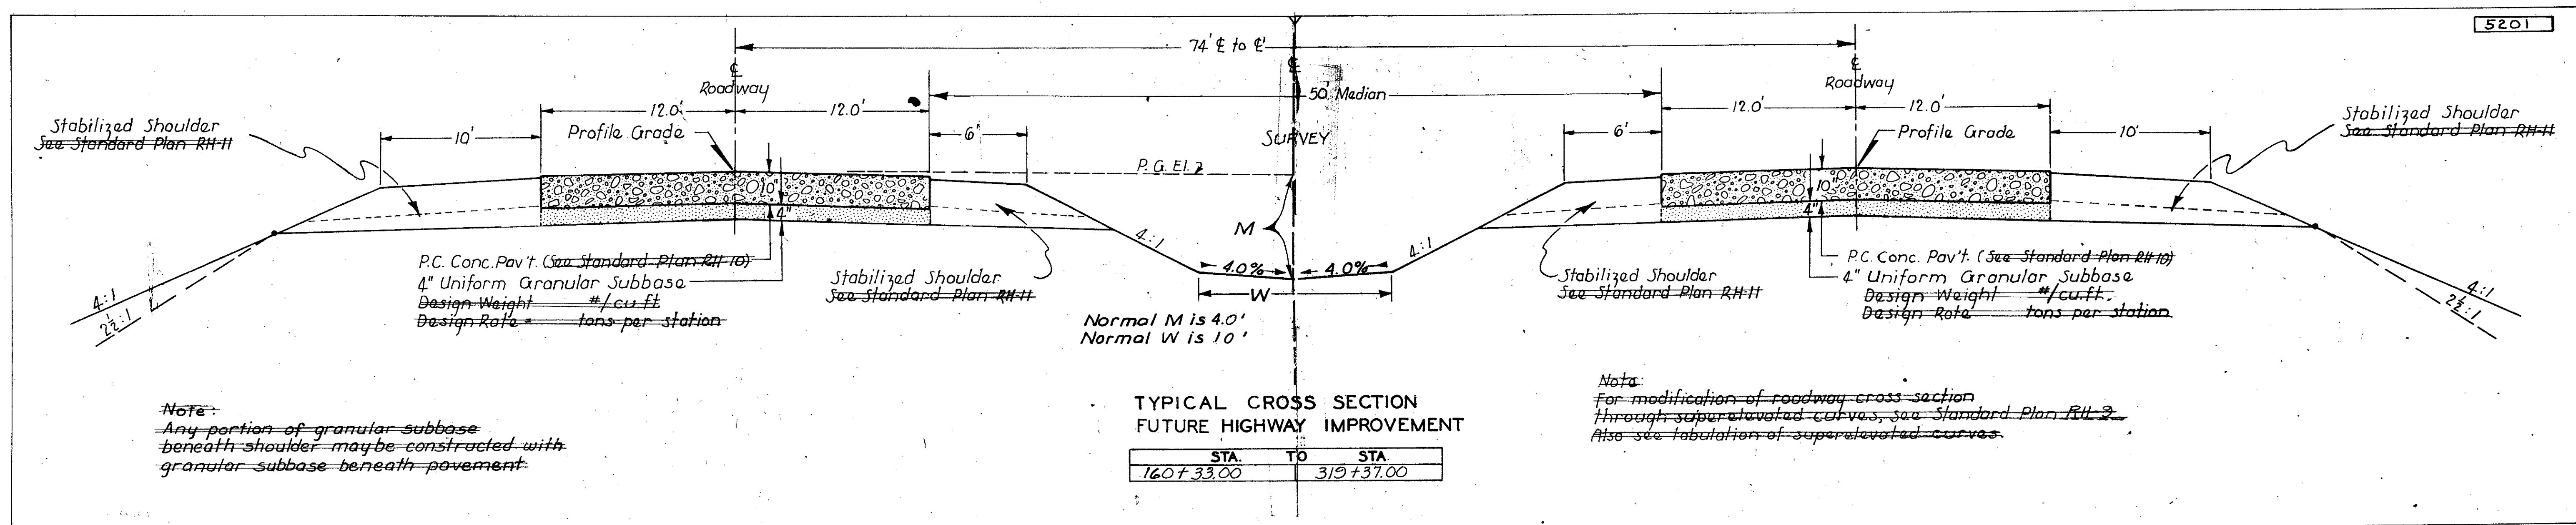 5201
74' ℄ to ℄
℄
Roadway
℄
℄
Roadway
50' Median
12.0'
12.0'
12.0'
12.0'
Stabilized Shoulder
See Standard Plan RH-11
10'
Profile Grade
6'
SURVEY
6'
Profile Grade
10'
Stabilized Shoulder
See Standard Plan RH-11
P. G. El.
10"
4"
10"
4"
M
4:1
4:1
4.0%
4.0%
W
P.C. Conc. Pav't. (See Standard Plan RH-10)
4" Uniform Granular Subbase
Design Weight #/cu.ft
Design Rate = tons per station
Stabilized Shoulder
See Standard Plan RH-11
Stabilized Shoulder
See Standard Plan RH-11
P.C. Conc. Pav't. (See Standard Plan RH-10)
4" Uniform Granular Subbase
Design Weight #/cu.ft.
Design Rate tons per station
4:1
2½:1
4:1
2½:1
Normal M is 4.0'
Normal W is 10'
Note:
Any portion of granular subbase
beneath shoulder may be constructed with
granular subbase beneath pavement
TYPICAL CROSS SECTION
FUTURE HIGHWAY IMPROVEMENT
STA. TO STA.
160+33.00 319+37.00
Note:
For modification of roadway cross section
through superelevated curves, see Standard Plan RH-3
Also see tabulation of superelevated curves.